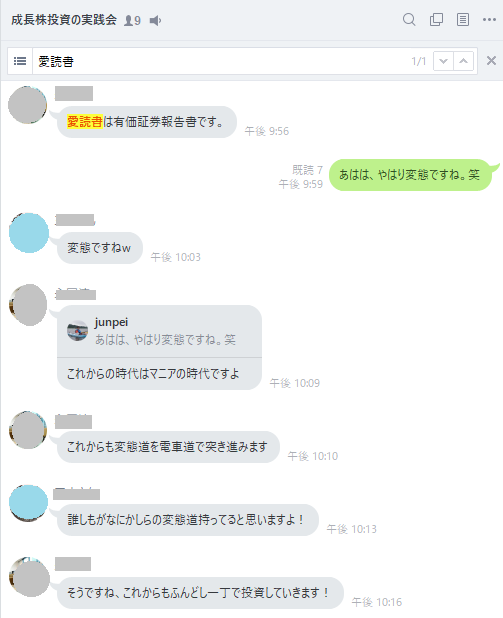 成長株投資の実践会 9
愛読書 1/1
愛読書は有価証券報告書です。
午後 9:56
既読 7
午後 9:59
あはは、やはり変態ですね。笑
変態ですねw
午後 10:03
junpei
あはは、やはり変態ですね。笑
これからの時代はマニアの時代ですよ
午後 10:09
これからも変態道を電車道で突き進みます
午後 10:10
誰しもがなにかしらの変態道持ってると思いますよ！
午後 10:13
そうですね、これからもふんどし一丁で投資していきます！
午後 10:16